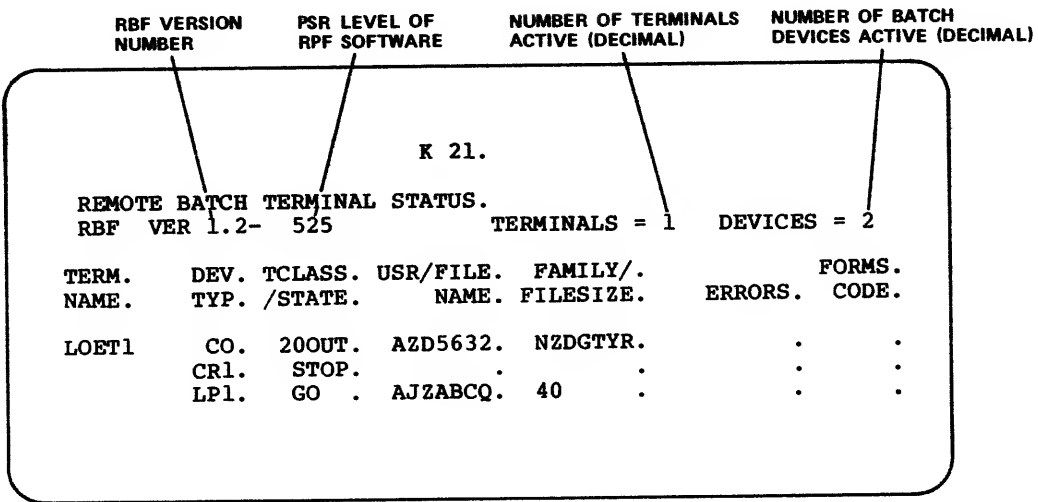 RBF VERSION NUMBER
PSR LEVEL OF RPF SOFTWARE
NUMBER OF TERMINALS ACTIVE (DECIMAL)
NUMBER OF BATCH DEVICES ACTIVE (DECIMAL)
K 21.
REMOTE BATCH TERMINAL STATUS.
RBF VER 1.2- 525 TERMINALS = 1 DEVICES = 2
TERM. DEV. TCLASS. USR/FILE. FAMILY/. FORMS.
NAME. TYP. /STATE. NAME. FILESIZE. ERRORS. CODE.
LOET1 CO. 200UT. AZD5632. NZDGTYR. . .
CR1. STOP. . . . .
LP1. GO . AJZABCQ. 40 . . .